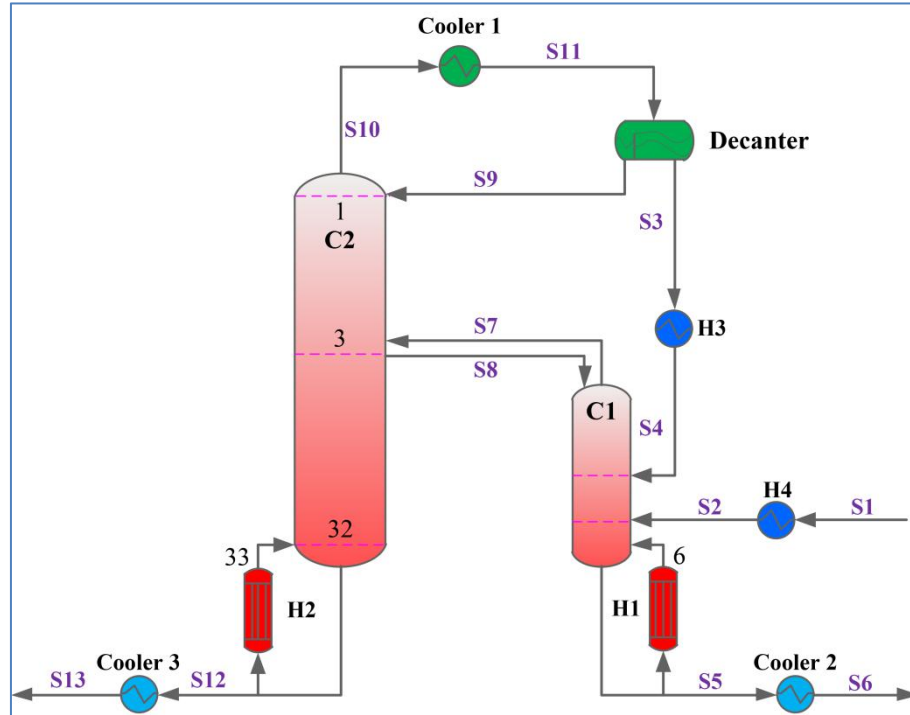 Cooler 1
S11
S10
Decanter
S9
S3
1
C2
H3
S7
3
S8
C1
S4
H4
S2
S1
32
33
6
H2
H1
Cooler 3
Cooler 2
S13
S12
S5
S6